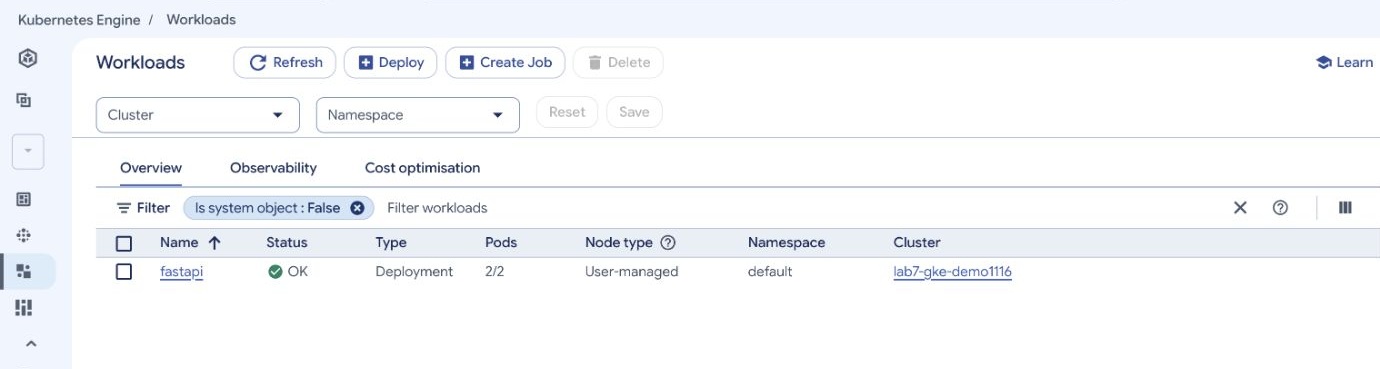 Kubernetes Engine / Workloads
Workloads Refresh Deploy Create Job Delete Learn
Cluster Namespace Reset Save
Overview Observability Cost optimisation
Filter Is system object : False Filter workloads
Name Status Type Pods Node type Namespace Cluster
fastapi OK Deployment 2/2 User-managed default lab7-gke-demo1116